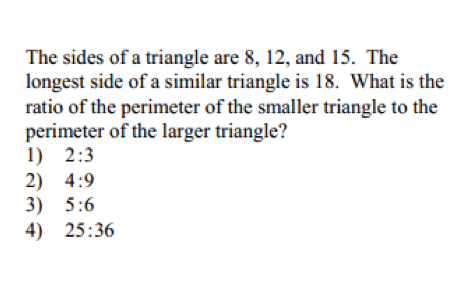 The sides of a triangle are 8, 12, and 15. The
longest side of a similar triangle is 18. What is the
ratio of the perimeter of the smaller triangle to the
perimeter of the larger triangle?
1) 2:3
2) 4:9
3) 5:6
4) 25:36